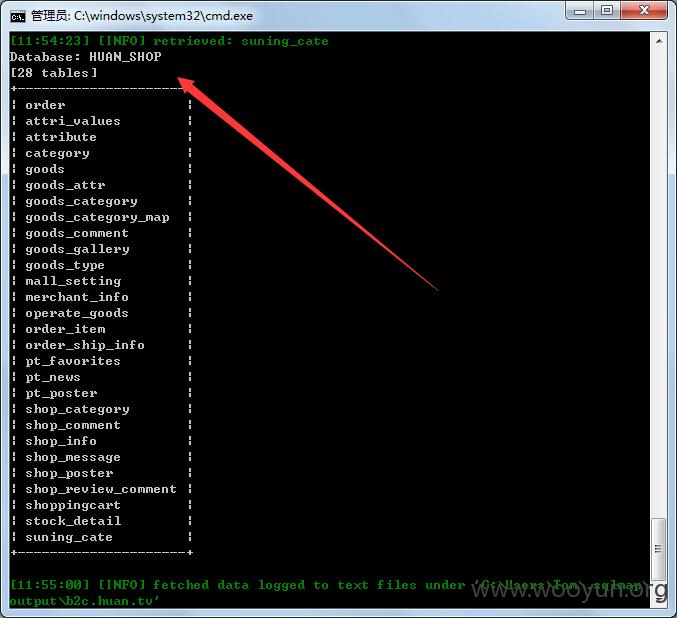 管理员: C:\windows\system32\cmd.exe
[11:54:23] [INFO] retrieved: suning_cate
Database: HUAN_SHOP
[28 tables]
+---------------------+
| order |
| attri_values |
| attribute |
| category |
| goods |
| goods_attr |
| goods_category |
| goods_category_map |
| goods_comment |
| goods_gallery |
| goods_type |
| mall_setting |
| merchant_info |
| operate_goods |
| order_item |
| order_ship_info |
| pt_favorites |
| pt_news |
| pt_poster |
| shop_category |
| shop_comment |
| shop_info |
| shop_message |
| shop_poster |
| shop_review_comment |
| shoppingcart |
| stock_detail |
| suning_cate |
+---------------------+
[11:55:00] [INFO] fetched data logged to text files under 'C:\Users\Tom\.sqlmap\
output\b2c.huan.tv'
www.wooyun.org